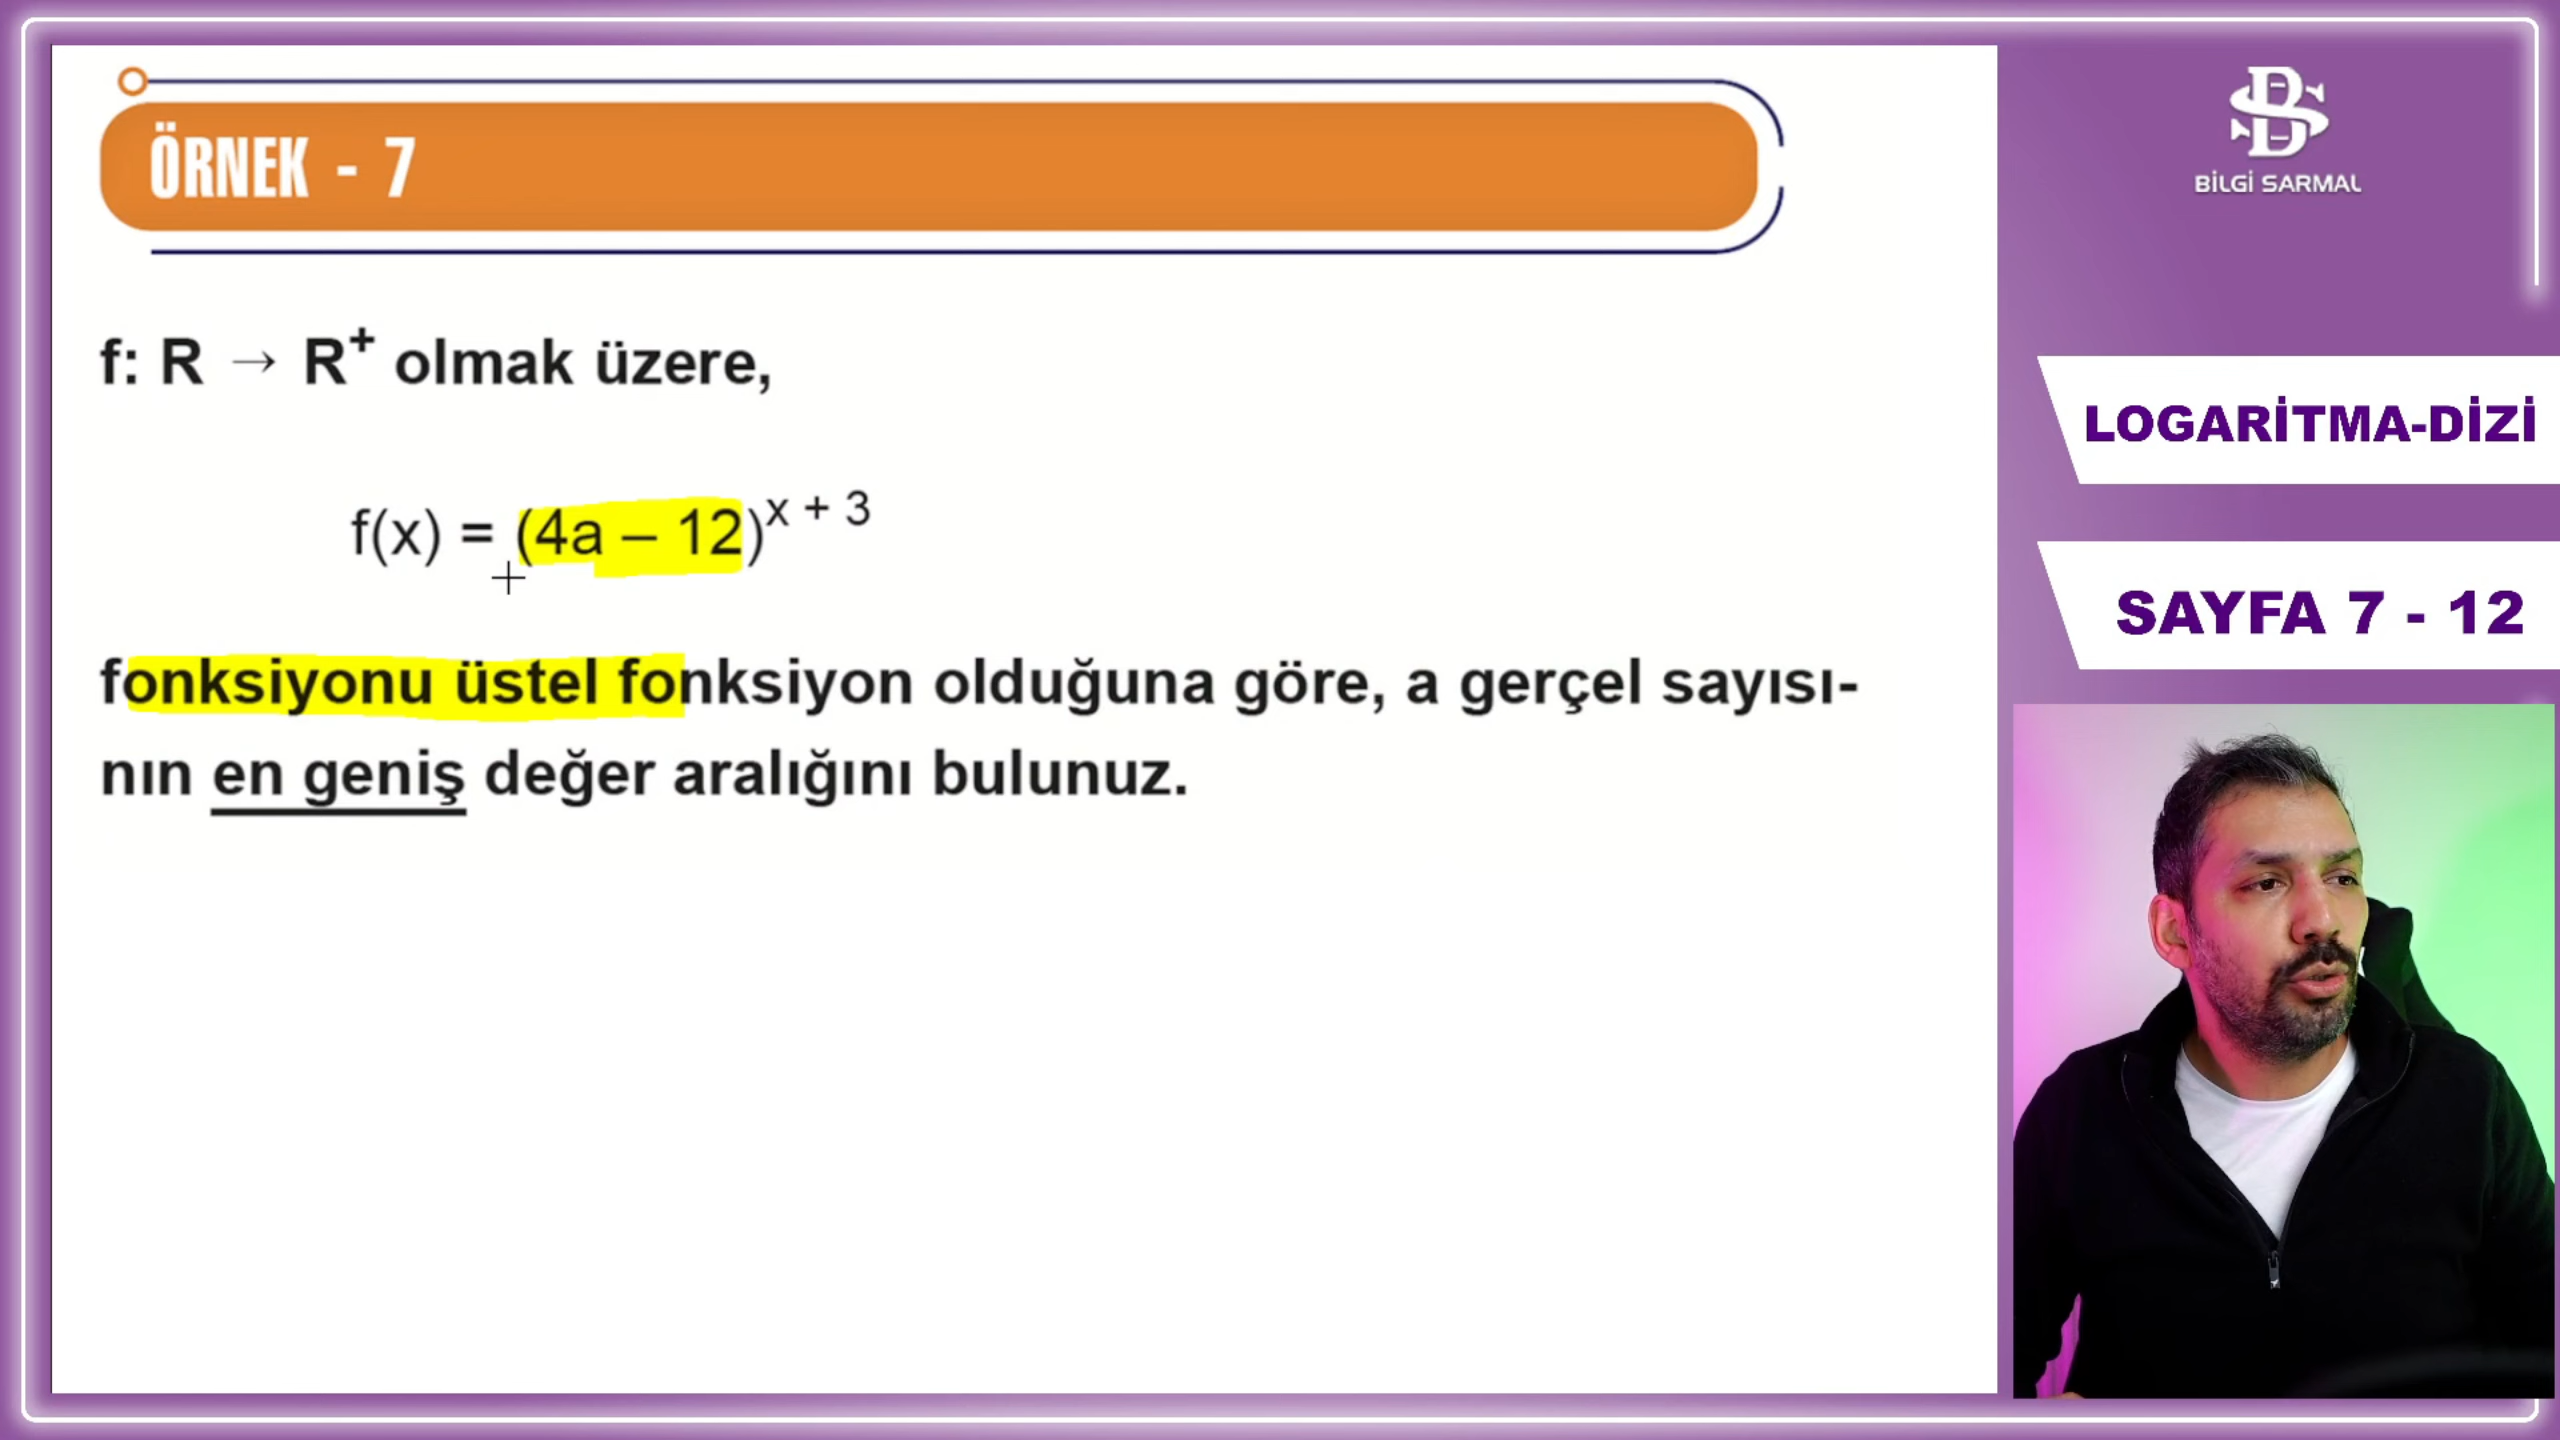 ÖRNEK - 7
f: R → R⁺ olmak üzere,
f(x) = (4a – 12)^(x + 3)
fonksiyonu üstel fonksiyon olduğuna göre, a gerçel sayısı-
nın en geniş değer aralığını bulunuz.
BİLGİ SARMAL
LOGARİTMA-DİZİ
SAYFA 7 - 12